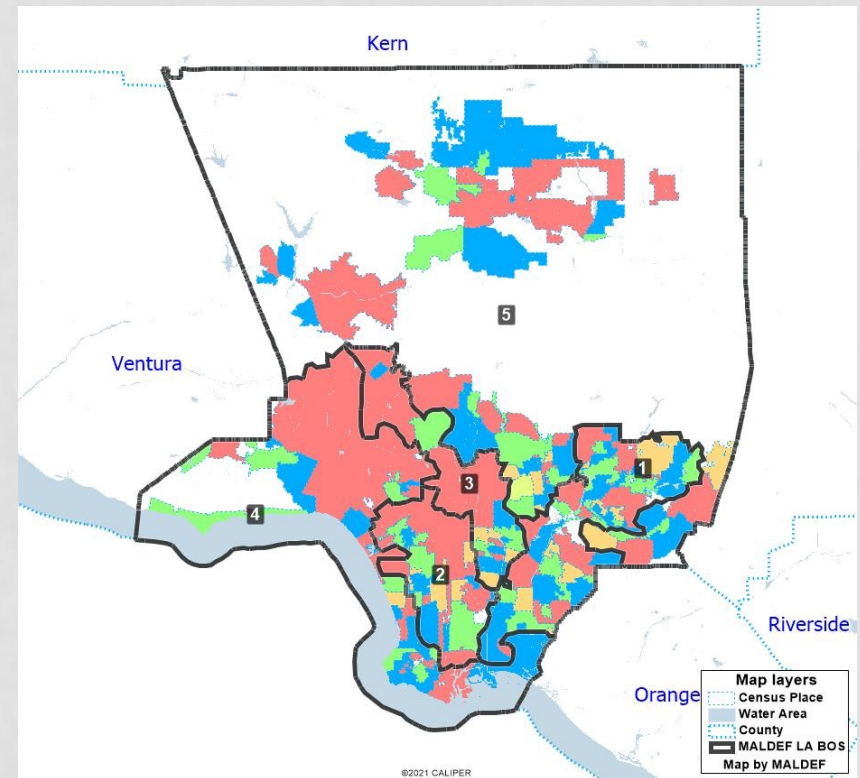 Kern
5
Ventura
1
3
4
2
Riverside
Orange
Map layers
Census Place
Water Area
County
MALDEF LA BOS
Map by MALDEF
©2021 CALIPER